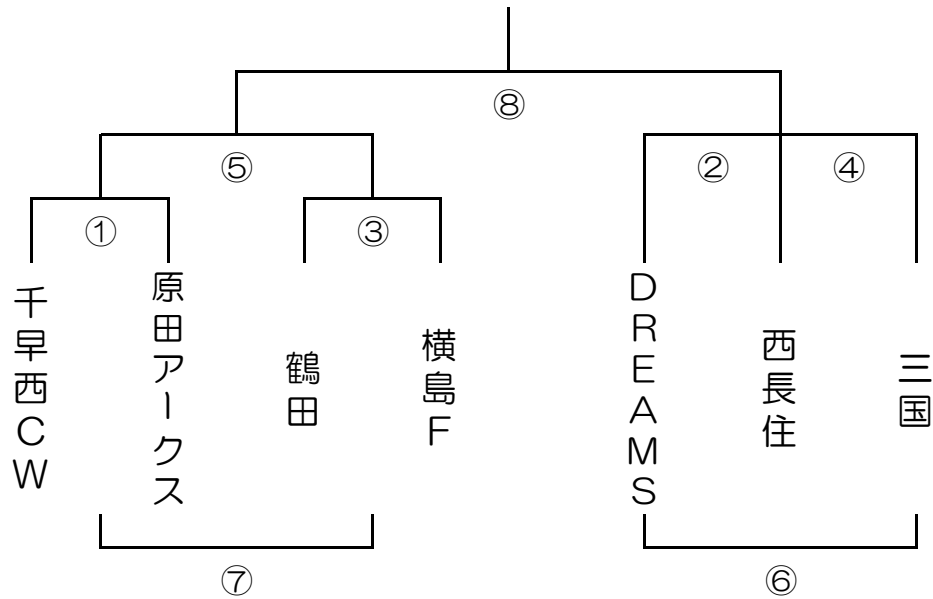 ⑧
⑤
②
④
①
③
千早西CW
原田アークス
鶴田
横島F
DREAMS
西長住
三国
⑦
⑥